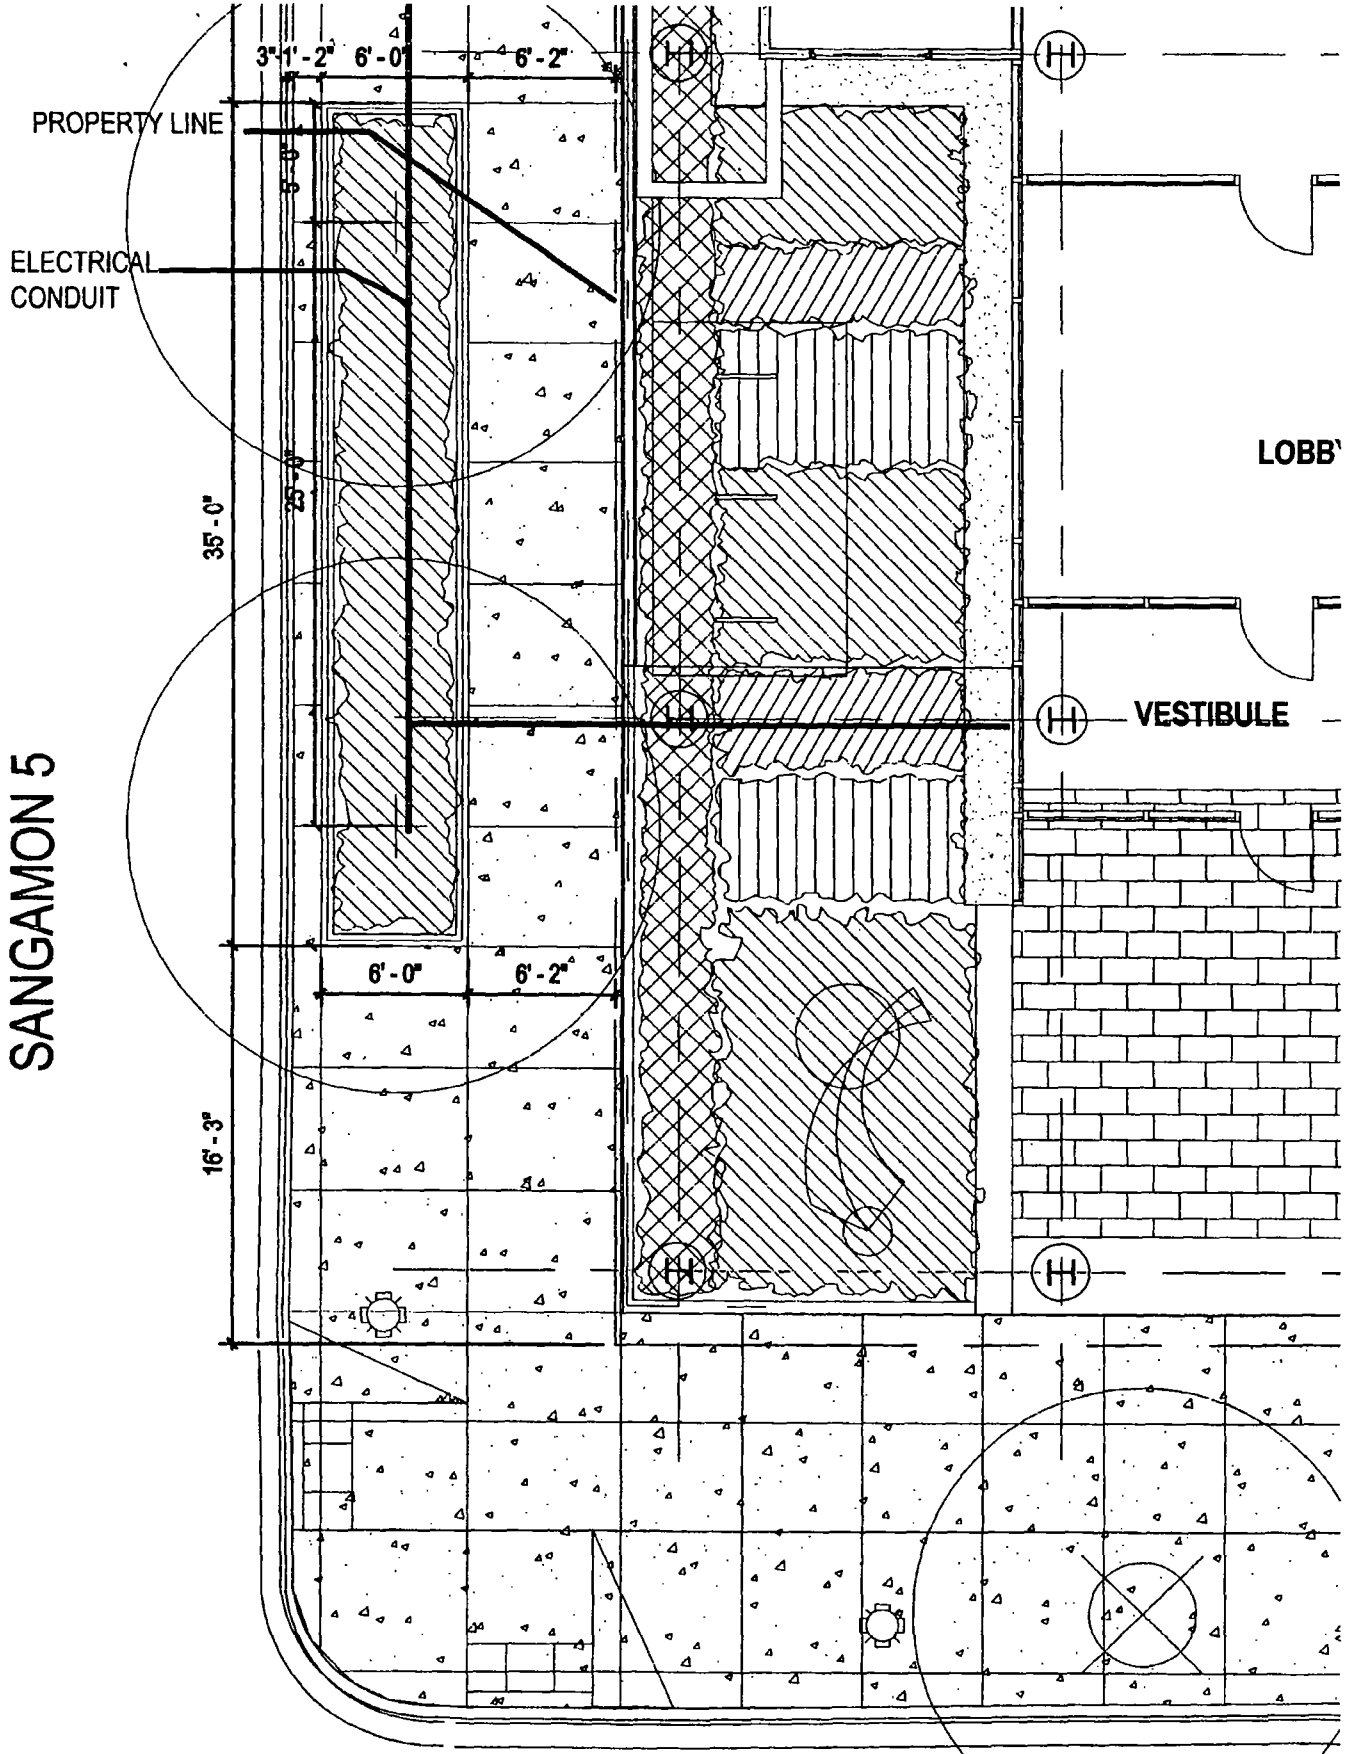 3" 1'-2" 6'-0" 6'-2"
PROPERTY LINE
5'-0"
ELECTRICAL
CONDUIT
LOBBY
25'-0"
35'-0"
VESTIBULE
SANGAMON 5
6'-0" 6'-2"
16'-3"